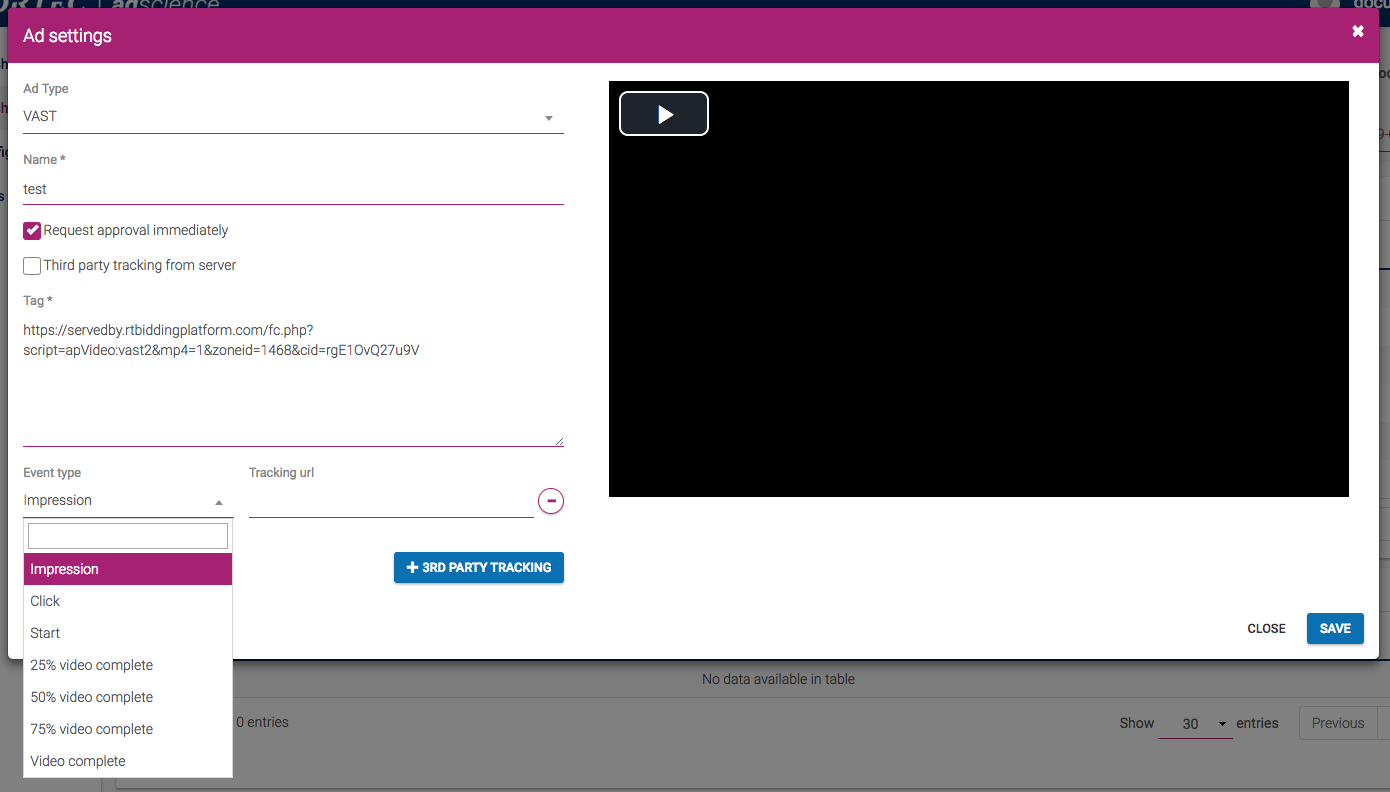 adscience
Ad settings
Ad Type
VAST
Name *
test
Request approval immediately
Third party tracking from server
Tag *
https://servedby.rtbiddingplatform.com/fc.php?
script=apVideo:vast2&mp4=1&zoneid=1468&cid=rgE1OvQ27u9V
Event type
Tracking url
Impression
Impression
Click
Start
25% video complete
50% video complete
75% video complete
Video complete
3RD PARTY TRACKING
CLOSE
SAVE
No data available in table
0 entries
Show 30 entries
Previous